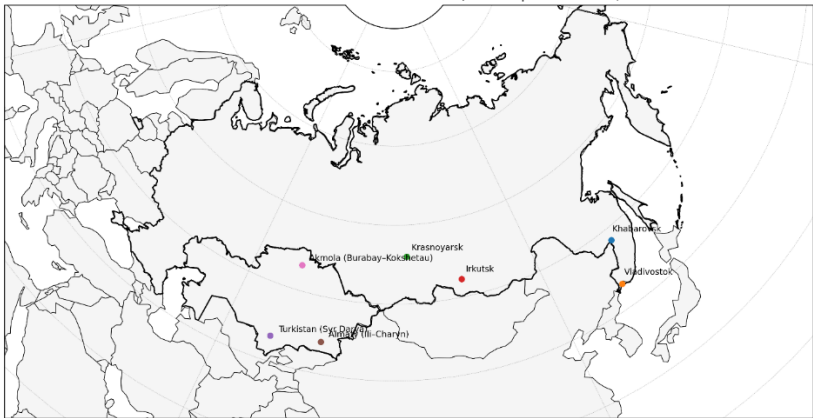 Khabarovsk
Krasnoyarsk
Akmola (Burabay–Kokshetau)
Irkutsk
Vladivostok
Turkistan (Syr Darya)
Almaty (Ili–Charyn)